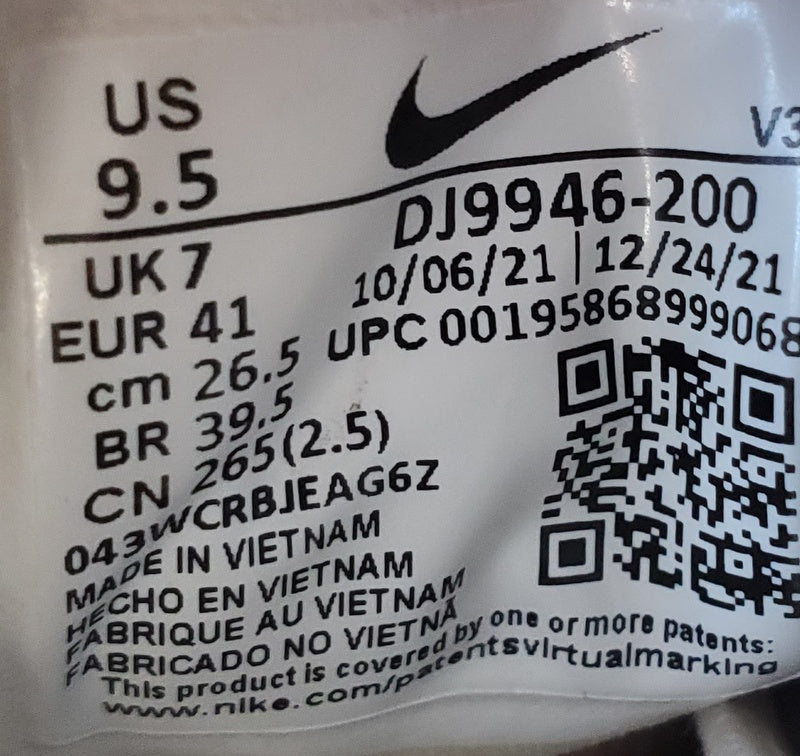 US
9.5
V3
DJ9946-200
10/06/21 | 12/24/21
UPC 00195868999068
UK 7
EUR 41
cm 26.5
BR 39.5
CN 265(2.5)
043WCRBJEAG6Z
MADE IN VIETNAM
HECHO EN VIETNAM
FABRIQUE AU VIETNAM
FABRICADO NO VIETNÃ
This product is covered by one or more patents:
www.nike.com/patentsvirtualmarking